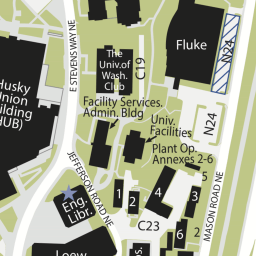 E STEVENS WAY NE
The
Univ.of
Wash.
Club
C19
Fluke
N24
Husky
Union
Building
(HUB)
Facility Services.
Admin. Bldg
Univ.
Facilities
N24
Plant Op.
Annexes 2-6
JEFFERSON ROAD NE
Eng.
Libr.
1
2
4
5
3
C23
6
2
MASON ROAD NE
Loew